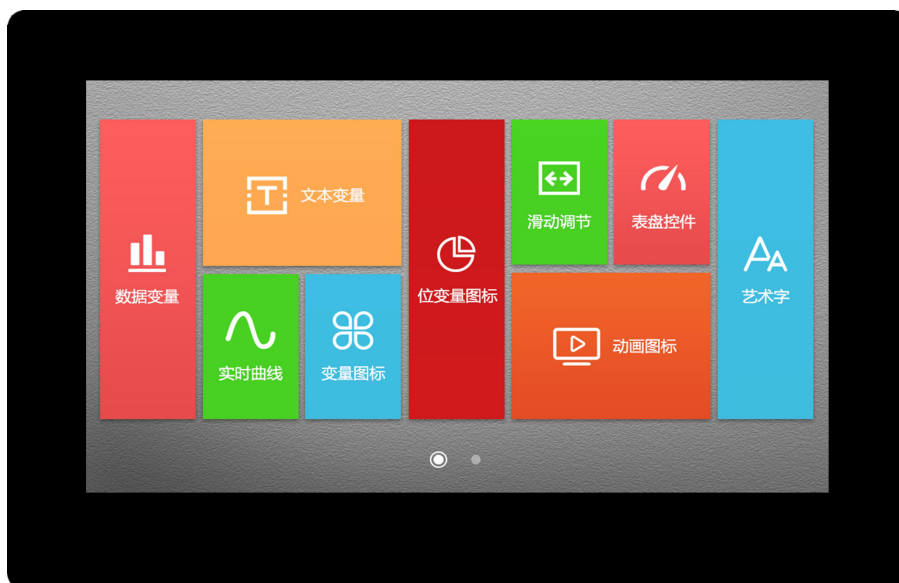 数据变量
T 文本变量
实时曲线
变量图标
位变量图标
滑动调节
表盘控件
动画图标
AA
艺术字